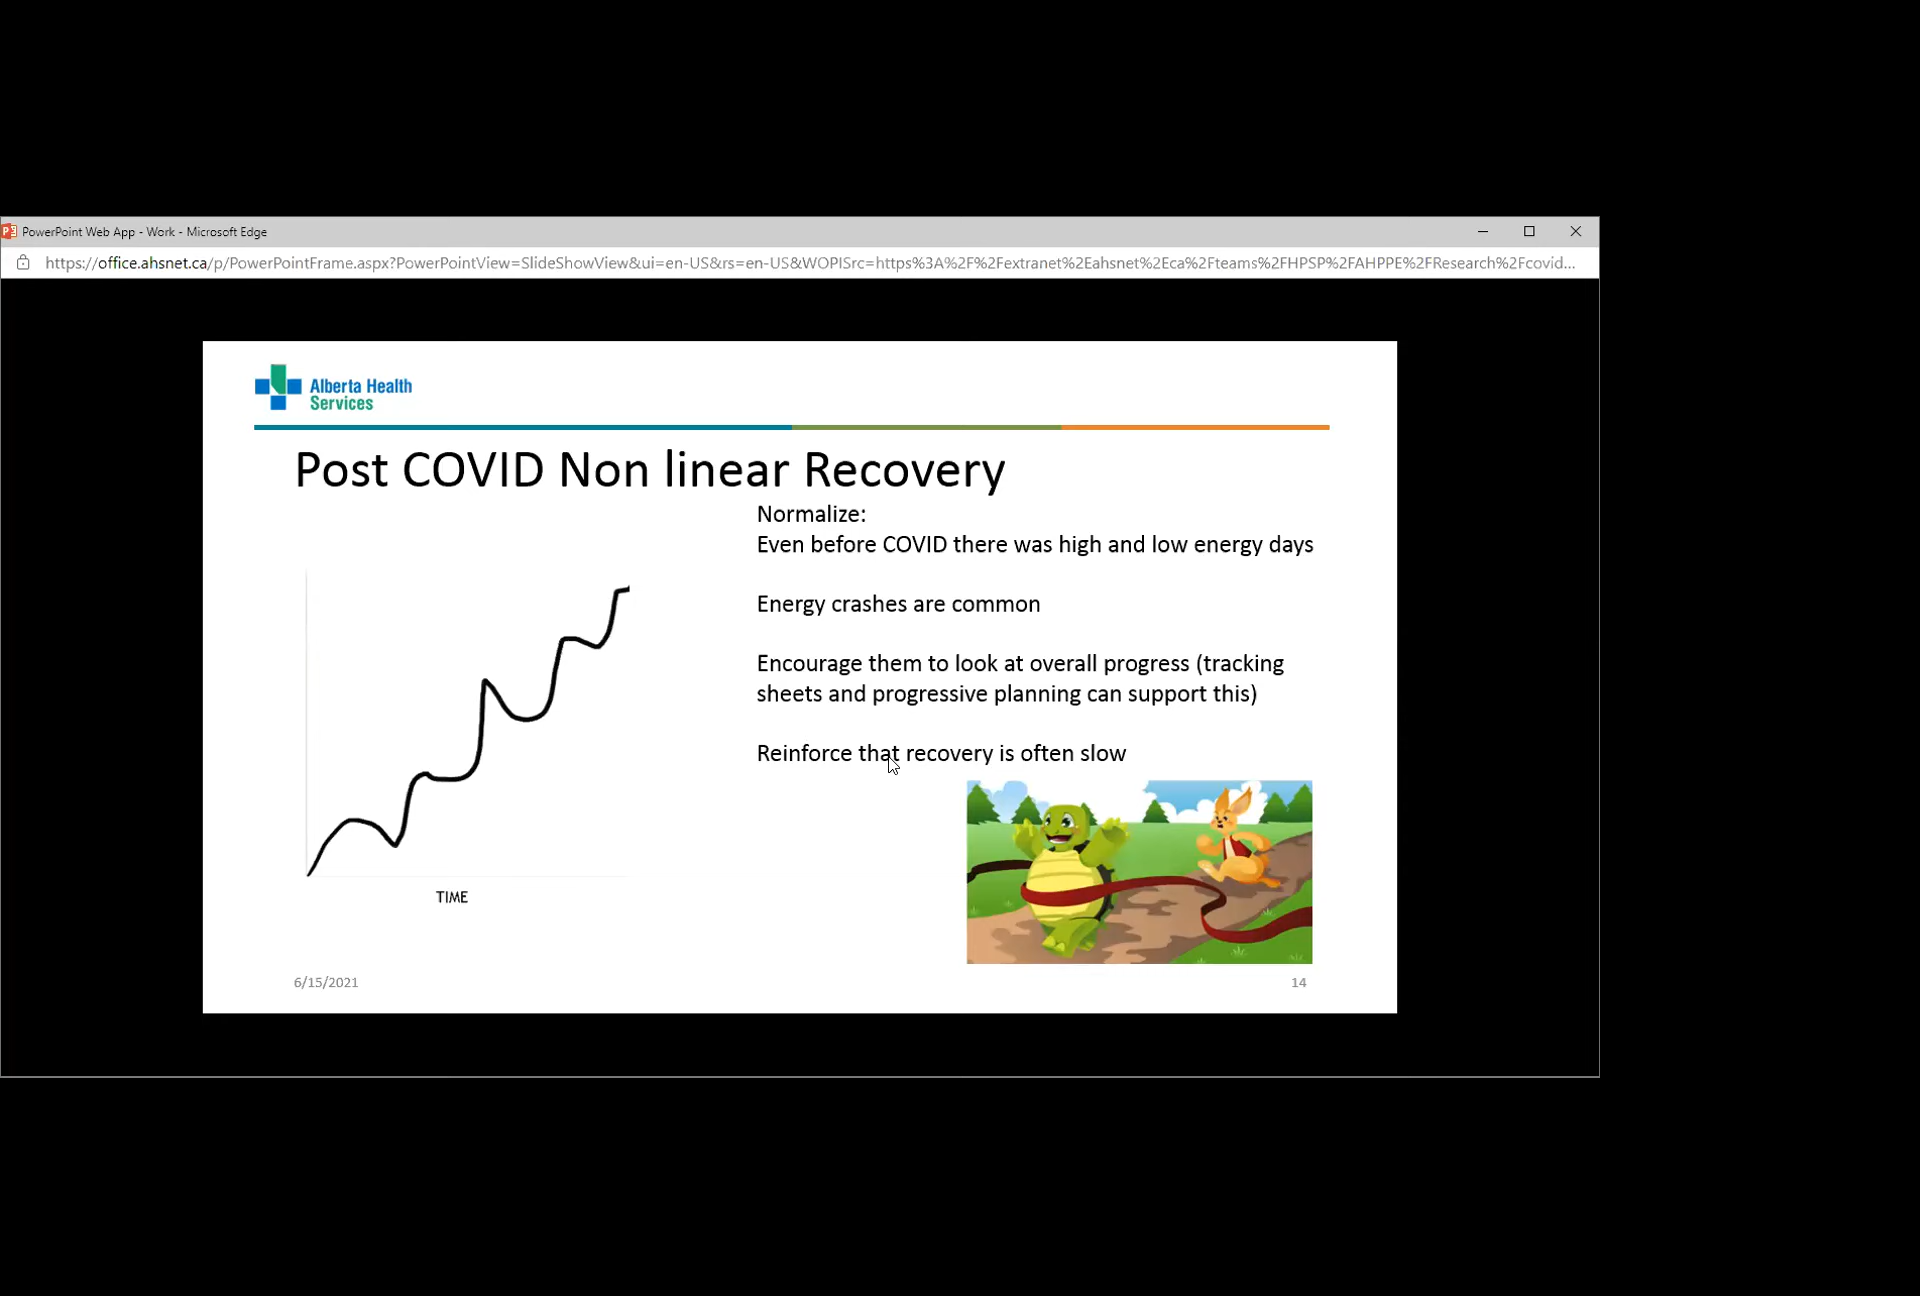 PowerPoint Web App - Work - Microsoft Edge
https://office.ahsnet.ca/p/PowerPointFrame.aspx?PowerPointView=SlideShowView&ui=en-US&rs=en-US&WOPISrc=https%3A%2F%2Fextranet%2Eahsnet%2Eca%2Fteams%2FHPSP%2FAHPPE%2FResearch%2Fcovid...
Alberta Health
Services
Post COVID Non linear Recovery
Normalize:
Even before COVID there was high and low energy days
Energy crashes are common
Encourage them to look at overall progress (tracking
sheets and progressive planning can support this)
Reinforce that recovery is often slow
TIME
6/15/2021
14